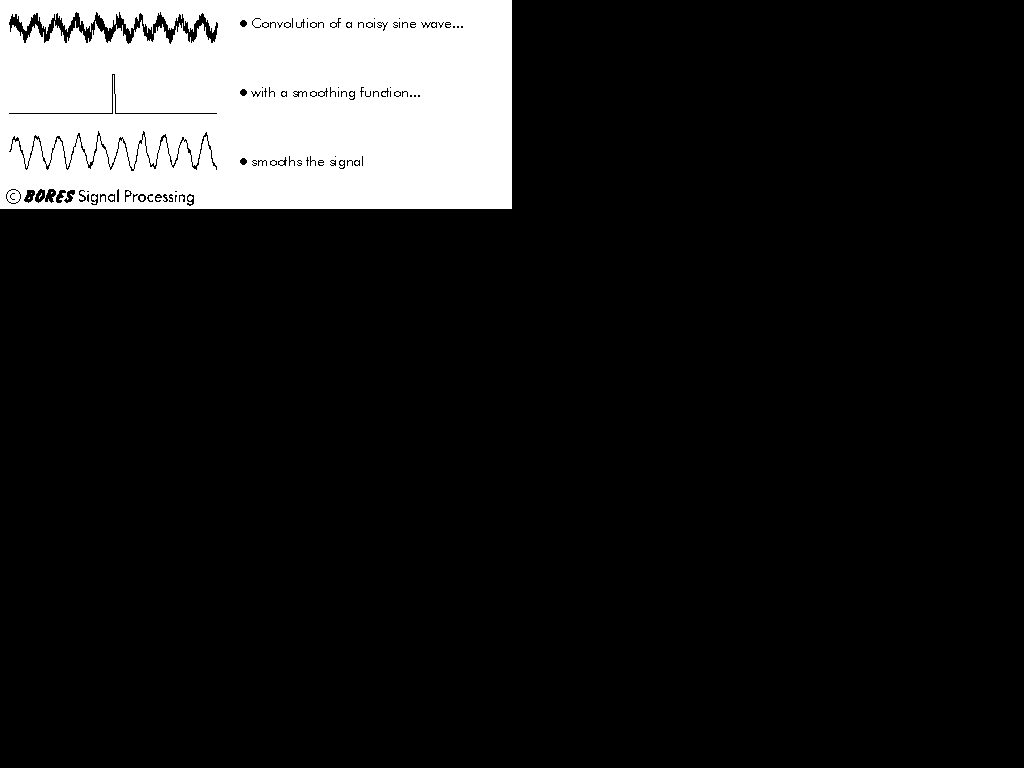 ● Convolution of a noisy sine wave...
● with a smoothing function...
● smooths the signal
© BORES Signal Processing